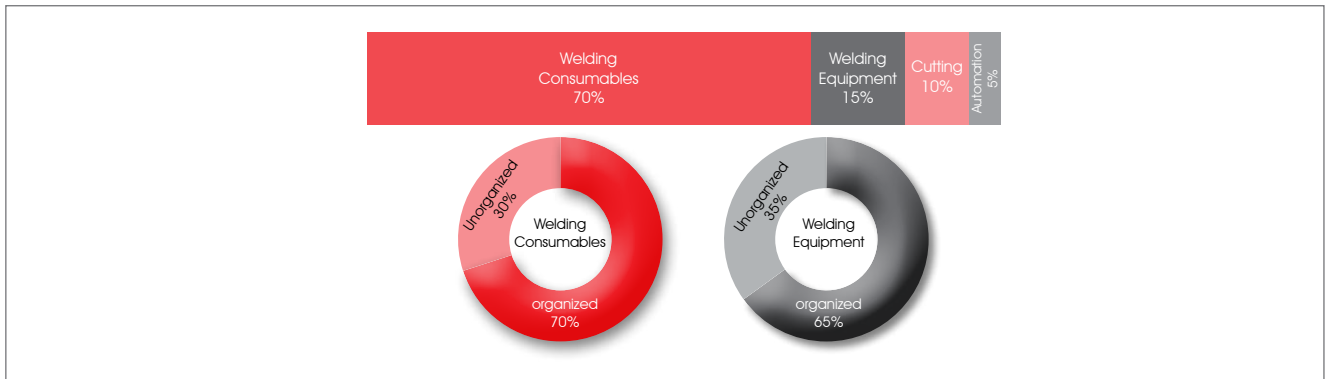 Welding
Consumables
70%
Welding
Equipment
15%
Cutting
10%
Automation
5%
Unorganized
30%
Welding
Consumables
organized
70%
Unorganized
35%
Welding
Equipment
organized
65%